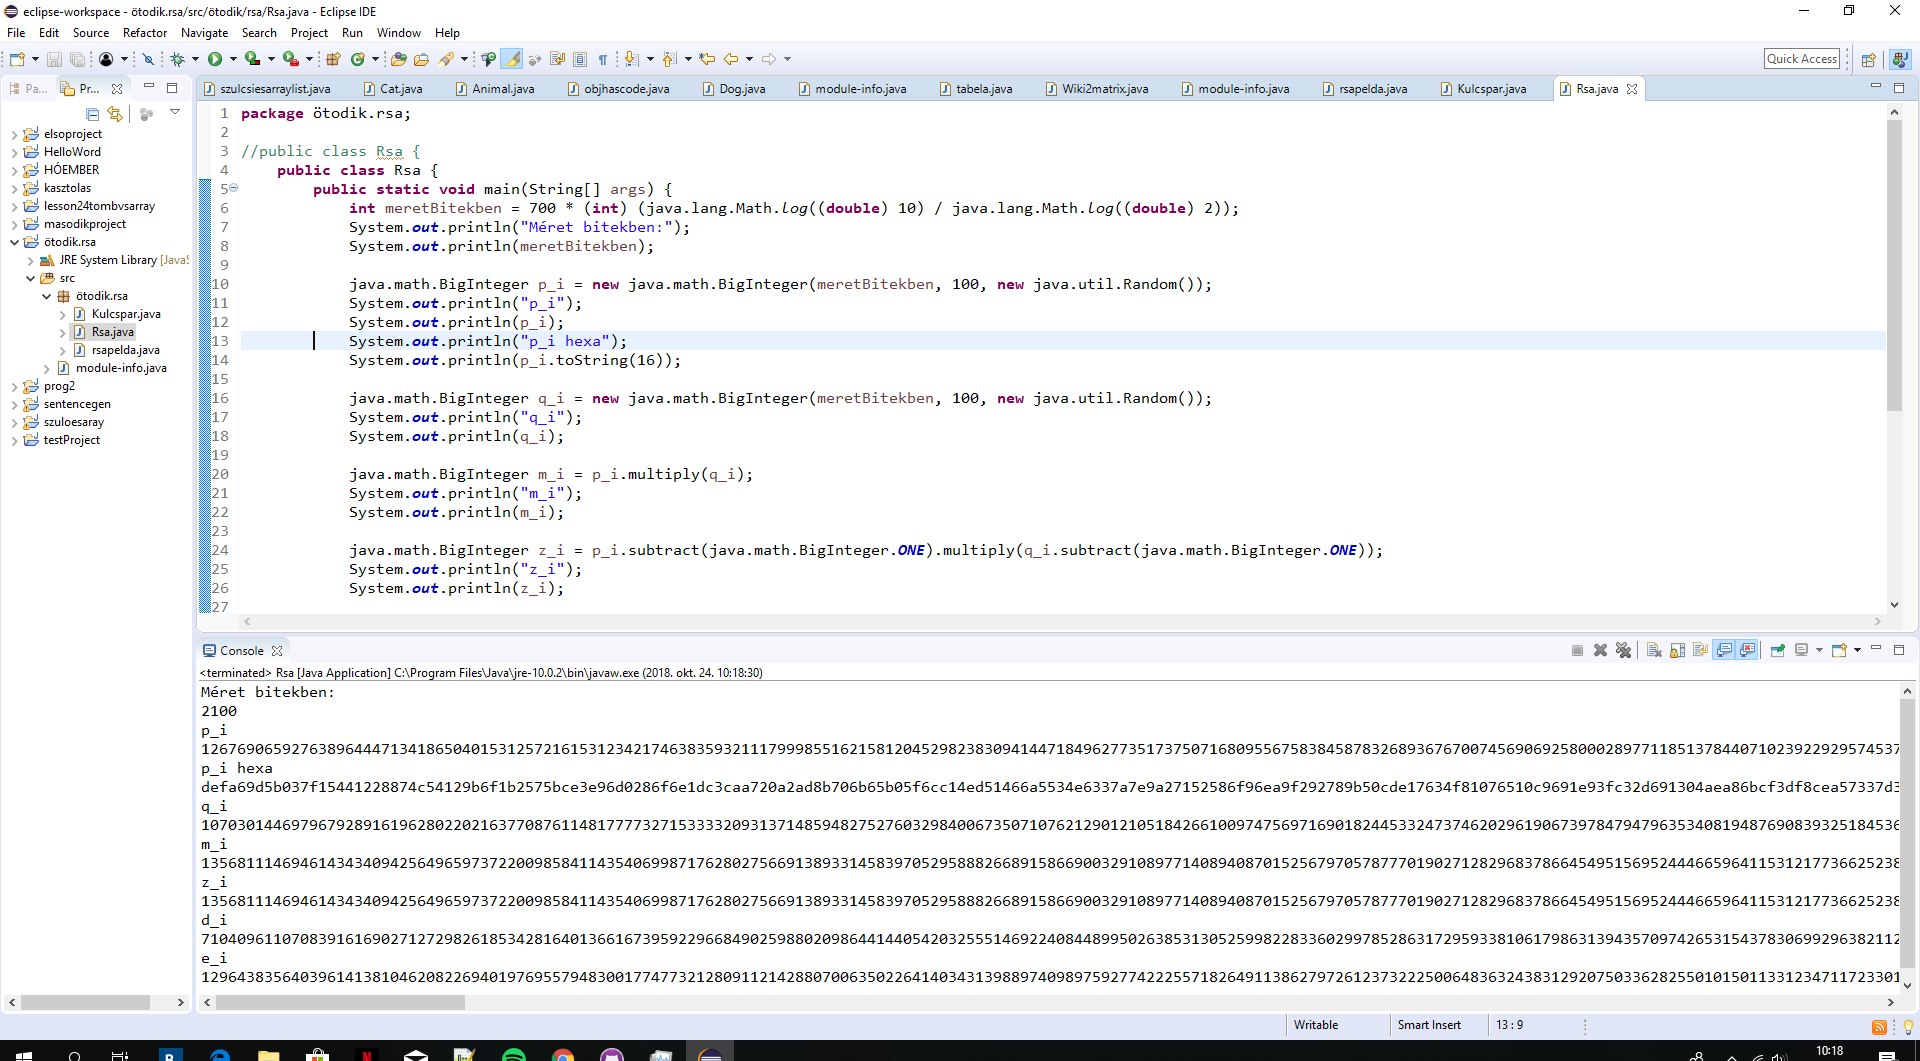 eclipse-workspace - ötodik.rsa/src/ötodik/rsa/Rsa.java - Eclipse IDE
File Edit Source Refactor Navigate Search Project Run Window Help
Quick Access
Pa... Pr...
szulcsiesarraylist.java Cat.java Animal.java objhascode.java Dog.java module-info.java tabela.java Wiki2matrix.java module-info.java rsapelda.java Kulcspar.java Rsa.java
elsoproject
HelloWord
HÓEMBER
kasztolas
lesson24tombvsarray
masodikproject
ötodik.rsa
JRE System Library [JavaS
src
ötodik.rsa
Kulcspar.java
Rsa.java
rsapelda.java
module-info.java
prog2
sentencegen
szuloesaray
testProject
1 package ötodik.rsa;
2
3 //public class Rsa {
4 public class Rsa {
5 public static void main(String[] args) {
6 int meretBitekben = 700 * (int) (java.lang.Math.log((double) 10) / java.lang.Math.log((double) 2));
7 System.out.println("Méret bitekben:");
8 System.out.println(meretBitekben);
9
10 java.math.BigInteger p_i = new java.math.BigInteger(meretBitekben, 100, new java.util.Random());
11 System.out.println("p_i");
12 System.out.println(p_i);
13 System.out.println("p_i hexa");
14 System.out.println(p_i.toString(16));
15
16 java.math.BigInteger q_i = new java.math.BigInteger(meretBitekben, 100, new java.util.Random());
17 System.out.println("q_i");
18 System.out.println(q_i);
19
20 java.math.BigInteger m_i = p_i.multiply(q_i);
21 System.out.println("m_i");
22 System.out.println(m_i);
23
24 java.math.BigInteger z_i = p_i.subtract(java.math.BigInteger.ONE).multiply(q_i.subtract(java.math.BigInteger.ONE));
25 System.out.println("z_i");
26 System.out.println(z_i);
27
Console
<terminated> Rsa [Java Application] C:\Program Files\Java\jre-10.0.2\bin\javaw.exe (2018. okt. 24. 10:18:30)
Méret bitekben:
2100
p_i
p_i hexa
q_i
m_i
z_i
d_i
e_i
Writable Smart Insert 13 : 9
10:18